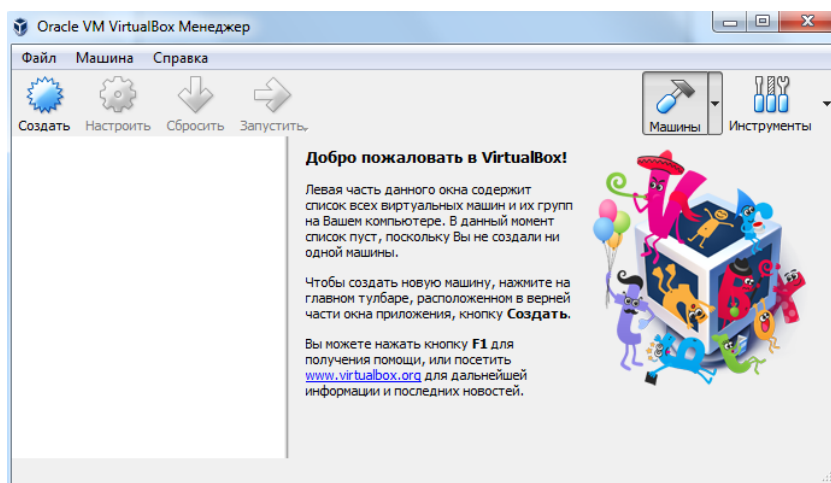 Oracle VM VirtualBox Менеджер
Файл Машина Справка
Создать Настроить Сбросить Запустить
Машины Инструменты
Добро пожаловать в VirtualBox!
Левая часть данного окна содержит
список всех виртуальных машин и их групп
на Вашем компьютере. В данный момент
список пуст, поскольку Вы не создали ни
одной машины.
Чтобы создать новую машину, нажмите на
главном тулбаре, расположенном в верней
части окна приложения, кнопку Создать.
Вы можете нажать кнопку F1 для
получения помощи, или посетить
www.virtualbox.org для дальнейшей
информации и последних новостей.